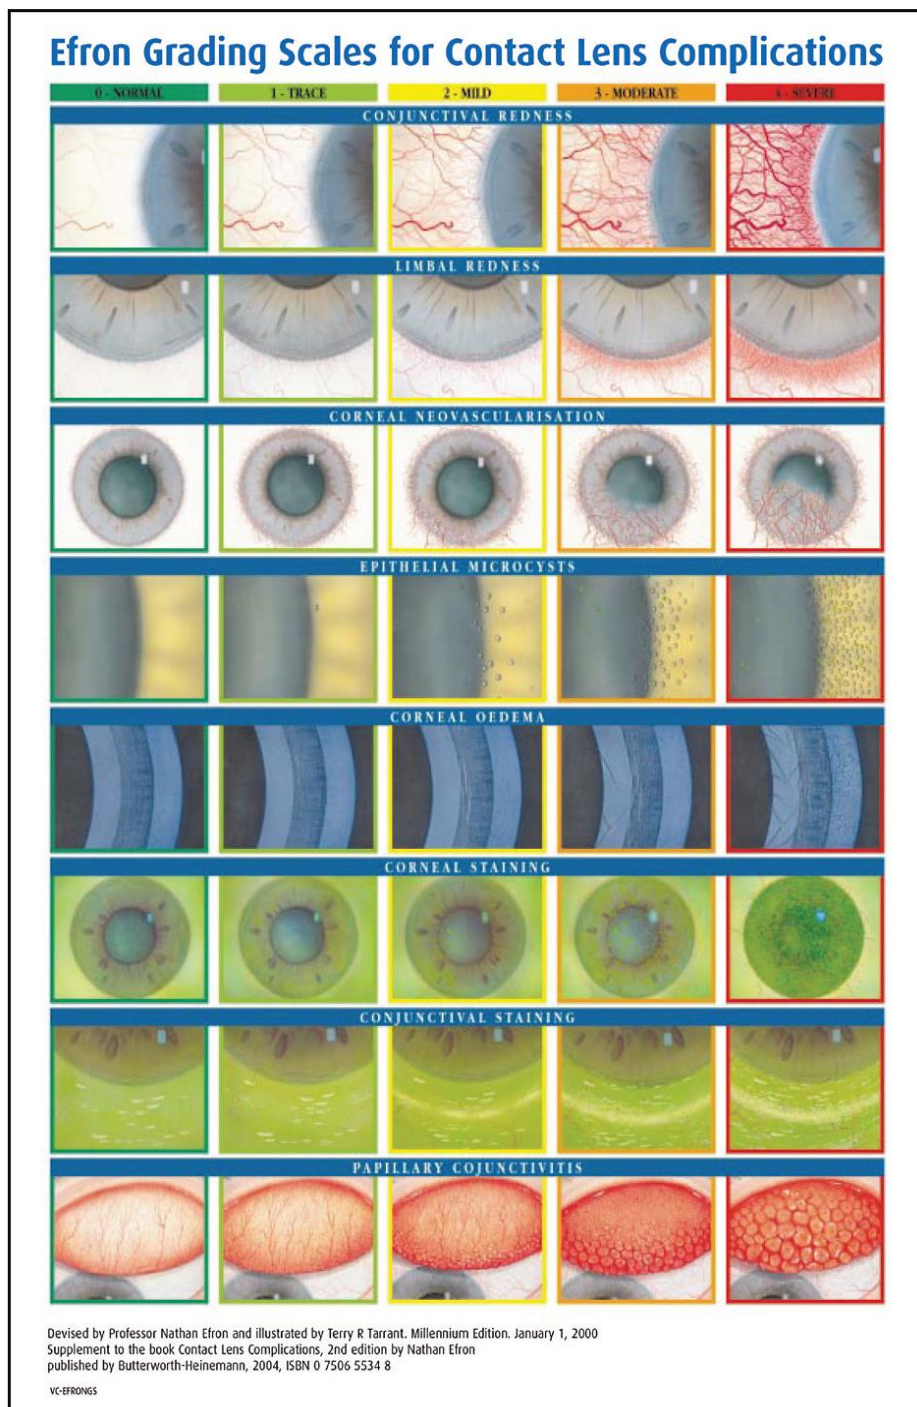 Efron Grading Scales for Contact Lens Complications
0 - NORMAL 1 - TRACE 2 - MILD 3 - MODERATE 4 - SEVERE
CONJUNCTIVAL REDNESS
LIMBAL REDNESS
CORNEAL NEOVASCULARISATION
EPITHELIAL MICROCYSTS
CORNEAL OEDEMA
CORNEAL STAINING
CONJUNCTIVAL STAINING
PAPILLARY COJUNCTIVITIS
Devised by Professor Nathan Efron and illustrated by Terry R Tarrant. Millennium Edition. January 1, 2000
Supplement to the book Contact Lens Complications, 2nd edition by Nathan Efron
published by Butterworth-Heinemann, 2004, ISBN 0 7506 5534 8
VC-EFRONGS